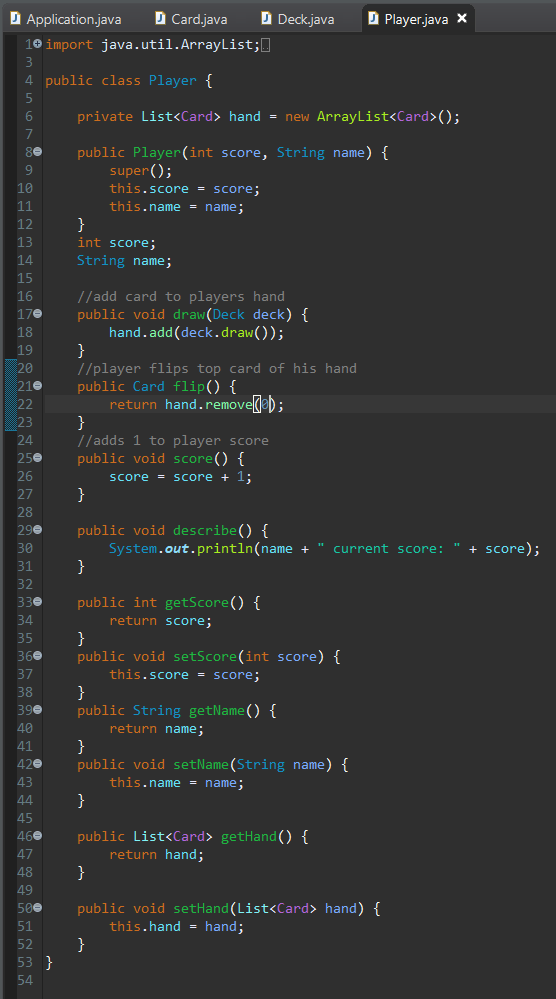 Application.java Card.java Deck.java Player.java
1 import java.util.ArrayList;
3
4 public class Player {
5
6     private List<Card> hand = new ArrayList<Card>();
7
8     public Player(int score, String name) {
9         super();
10         this.score = score;
11         this.name = name;
12     }
13     int score;
14     String name;
15
16     //add card to players hand
17     public void draw(Deck deck) {
18         hand.add(deck.draw());
19     }
20     //player flips top card of his hand
21     public Card flip() {
22         return hand.remove(0);
23     }
24     //adds 1 to player score
25     public void score() {
26         score = score + 1;
27     }
28
29     public void describe() {
30         System.out.println(name + " current score: " + score);
31     }
32
33     public int getScore() {
34         return score;
35     }
36     public void setScore(int score) {
37         this.score = score;
38     }
39     public String getName() {
40         return name;
41     }
42     public void setName(String name) {
43         this.name = name;
44     }
45
46     public List<Card> getHand() {
47         return hand;
48     }
49
50     public void setHand(List<Card> hand) {
51         this.hand = hand;
52     }
53 }
54